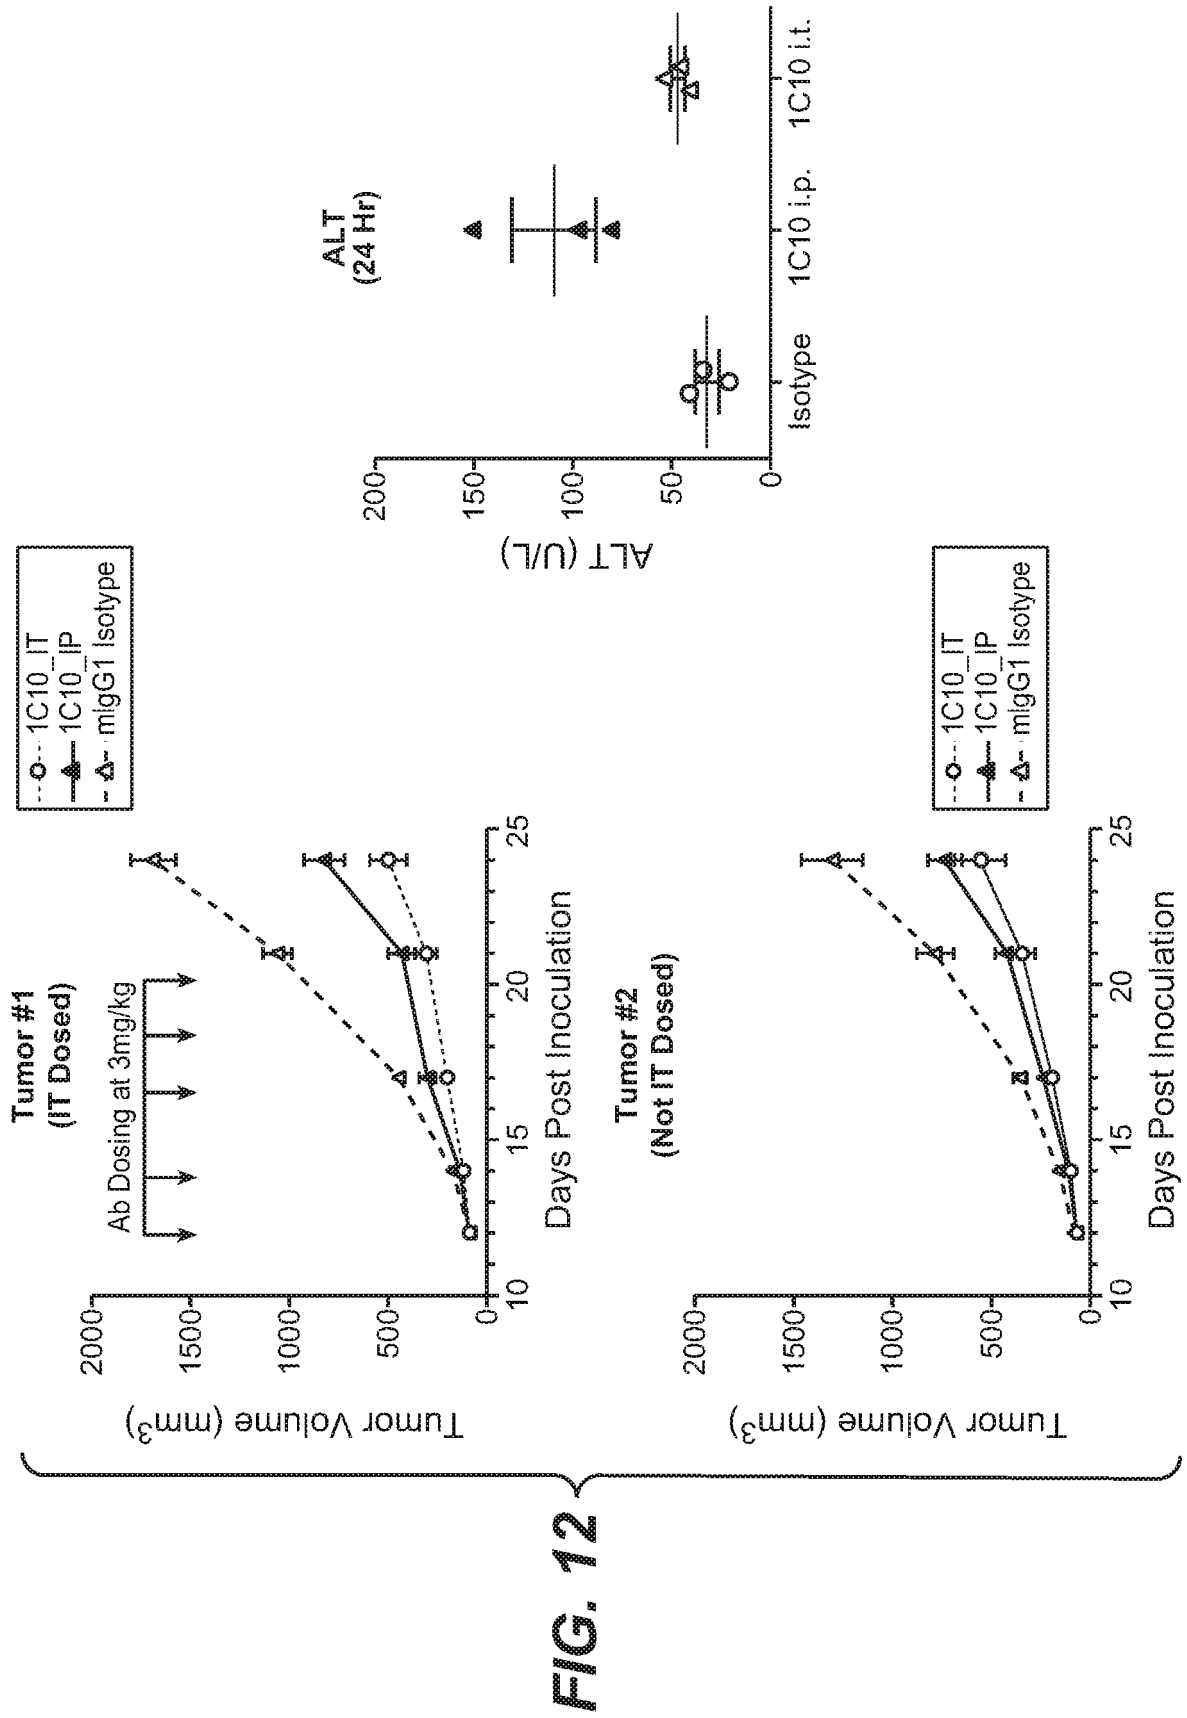 FIG. 12
Tumor #1
(IT Dosed)
Ab Dosing at 3mg/kg
Tumor Volume (mm³)
2000
1000
500
0
10
15
20
25
Days Post Inoculation
1C10_IT
1C10_IP
mIgG1 Isotype
Tumor #2
(Not IT Dosed)
Tumor Volume (mm³)
2000
1000
500
0
10
15
20
25
Days Post Inoculation
1C10_IT
1C10_IP
mIgG1 Isotype
ALT
(24 Hr)
ALT (U/L)
200
150
100
50
0
Isotype
1C10 i.p.
1C10 i.t.